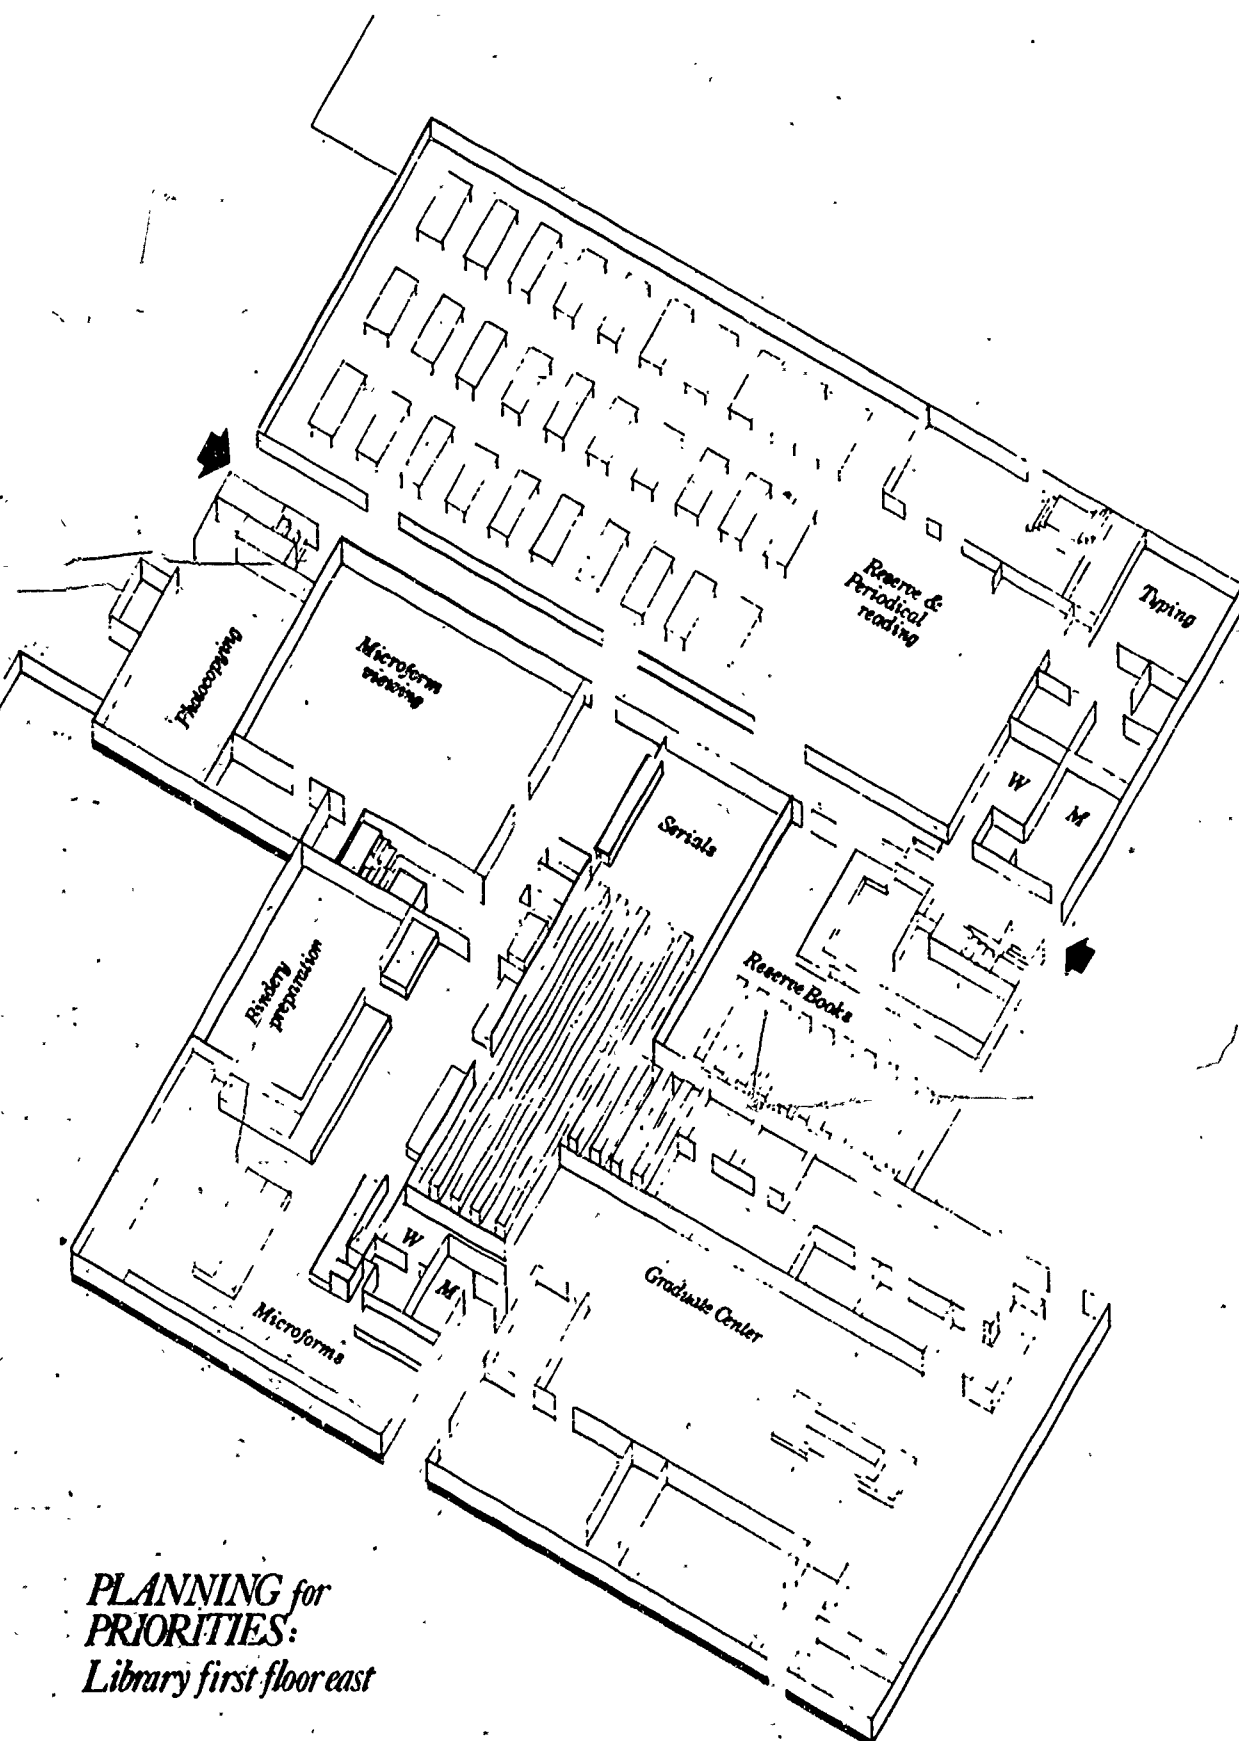 Reserve &
Periodical
reading
Typing
Microform
viewing
Photocopying
W
M
Serials
Bindery
preparation
Reserve Books
W
M
Graduate Center
Microforms
PLANNING for
PRIORITIES:
Library first floor east